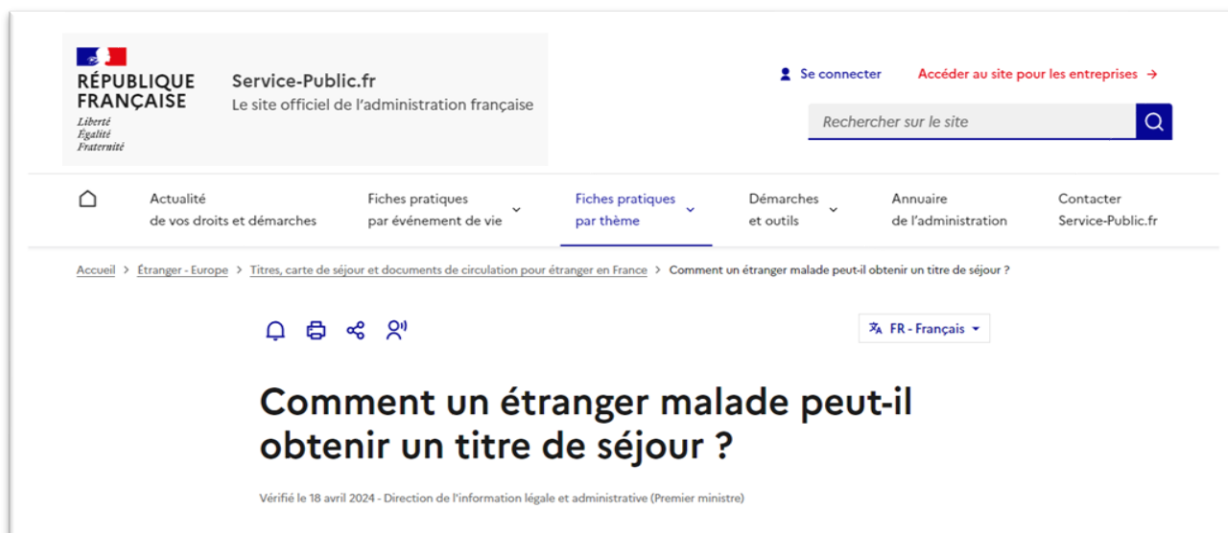 RÉPUBLIQUE
FRANÇAISE
Liberté
Égalité
Fraternité
Service-Public.fr
Le site officiel de l'administration française
Se connecter
Accéder au site pour les entreprises →
Rechercher sur le site
Actualité
de vos droits et démarches
Fiches pratiques
par événement de vie
Fiches pratiques
par thème
Démarches
et outils
Annuaire
de l'administration
Contacter
Service-Public.fr
Accueil > Étranger - Europe > Titres, carte de séjour et documents de circulation pour étranger en France > Comment un étranger malade peut-il obtenir un titre de séjour ?
FR - Français
Comment un étranger malade peut-il
obtenir un titre de séjour ?
Vérifié le 18 avril 2024 - Direction de l'information légale et administrative (Premier ministre)